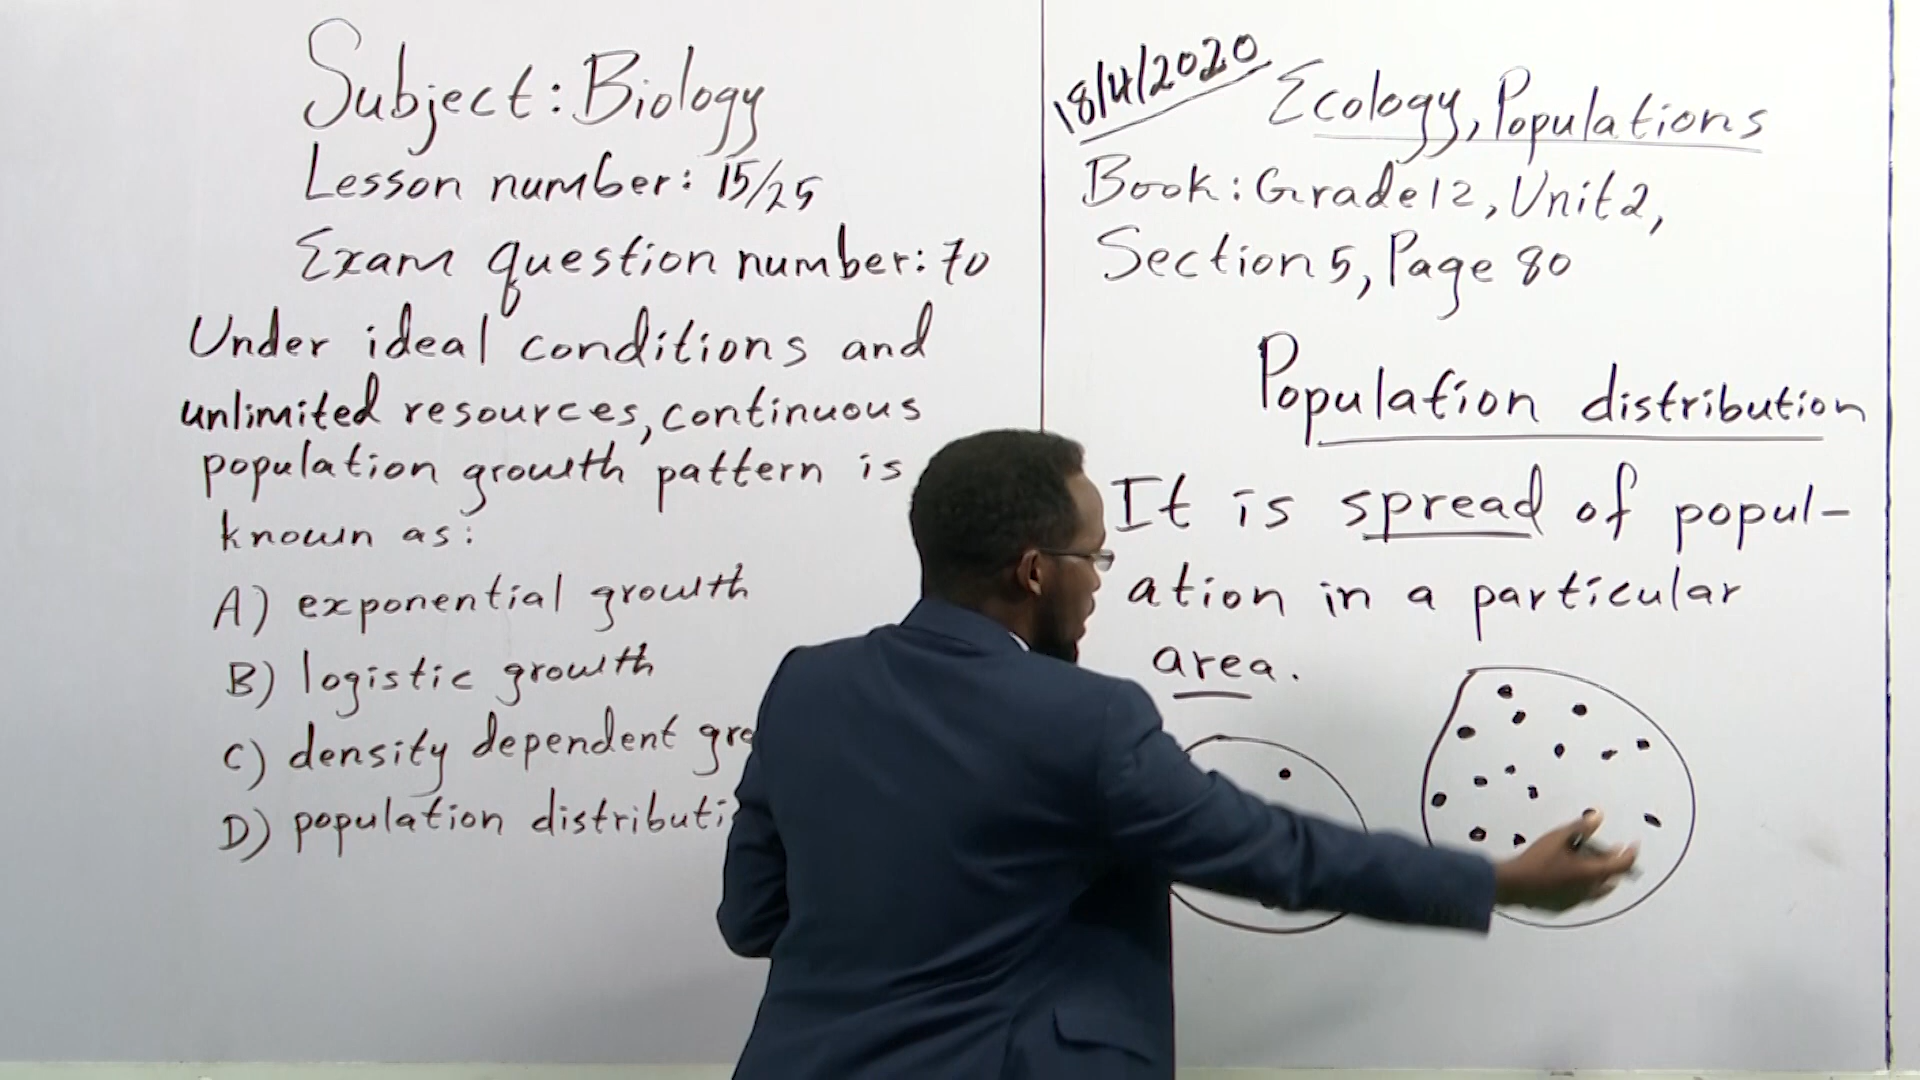 Subject: Biology
Lesson number: 15/25
Exam question number: 70
Under ideal conditions and
unlimited resources, continuous
population growth pattern is
known as:
A) exponential growth
B) logistic growth
C) density dependent
D) population
18/4/2020
Ecology, Populations
Book: Grade 12, Unit 2,
Section 5, Page 80
Population distribution
It is spread of popul-
ation in a particular
area.